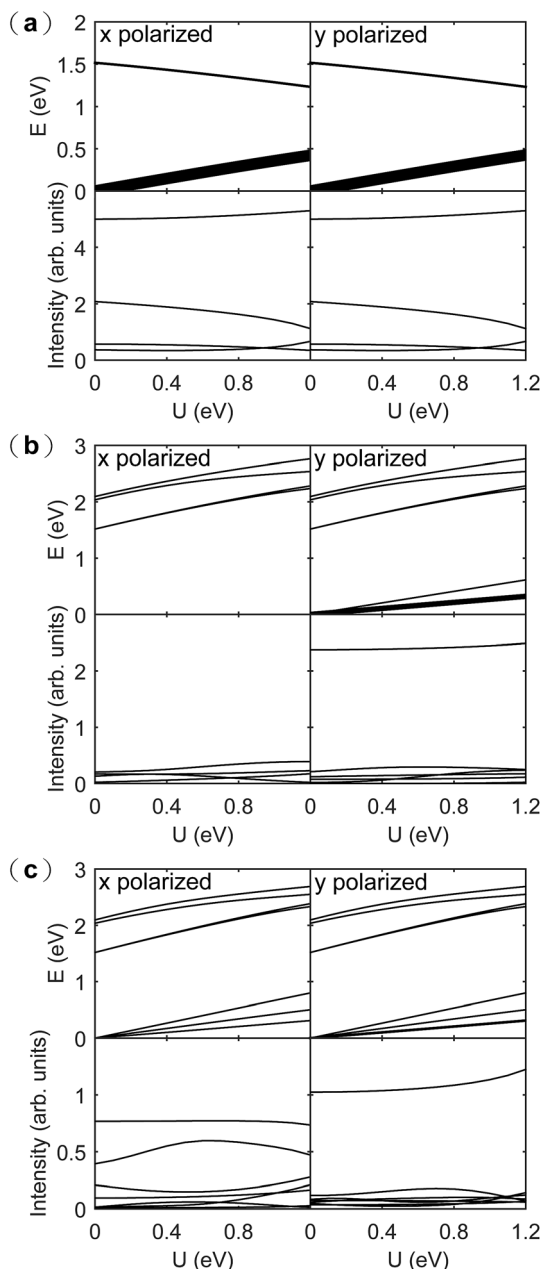 (a)
x polarized
y polarized
2
1.5
1
0.5
0
E (eV)
4
2
0
Intensity (arb. units)
0
0.4
0.8
0
0.4
0.8
1.2
U (eV)
U (eV)
(b)
x polarized
y polarized
3
2
1
0
E (eV)
2
1
0
Intensity (arb. units)
0
0.4
0.8
0
0.4
0.8
1.2
U (eV)
U (eV)
(c)
x polarized
y polarized
3
2
1
0
E (eV)
1
0.5
0
Intensity (arb. units)
0
0.4
0.8
0
0.4
0.8
1.2
U (eV)
U (eV)